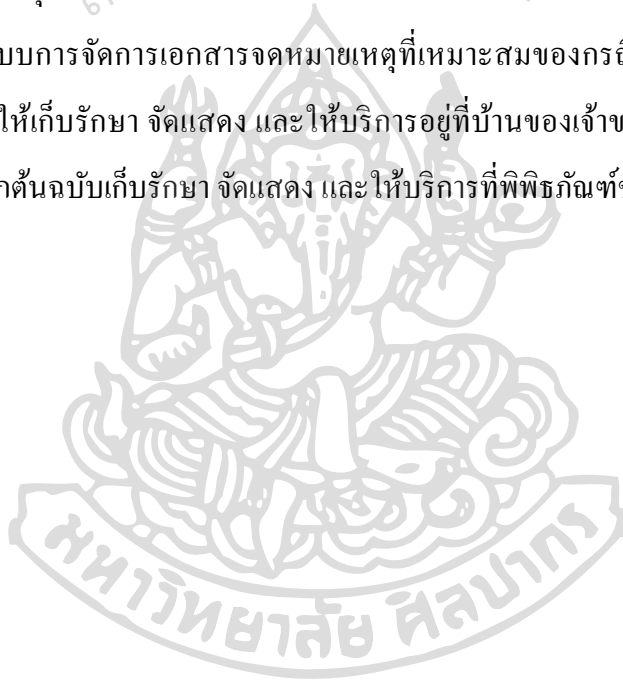 บบการจัดการเอกสารจดหมายเหตุที่เหมาะสมของกรณ
ให้เก็บรักษา จัดแสดง และให้บริการอยู่ที่บ้านของเจ้าข
กต้นฉบับเก็บรักษา จัดแสดง และให้บริการที่พิพิธภัณฑ์
มหาวิทยาลัย ศิลปากร